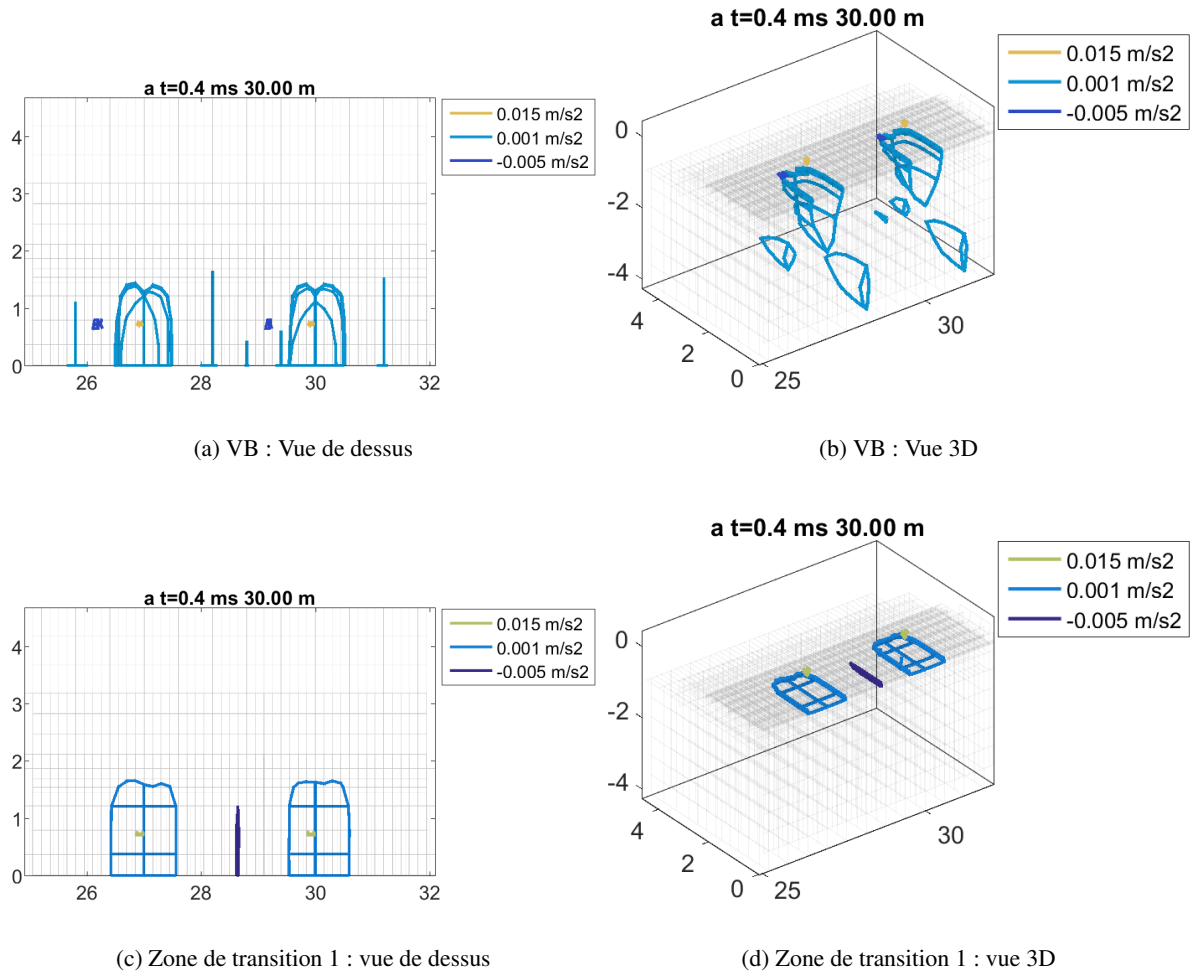 a t=0.4 ms 30.00 m
0.015 m/s2
0.001 m/s2
-0.005 m/s2
4
3
2
1
0
26
28
30
32
(a) VB : Vue de dessus
a t=0.4 ms 30.00 m
0.015 m/s2
0.001 m/s2
-0.005 m/s2
0
-2
-4
4
2
0
25
30
(b) VB : Vue 3D
a t=0.4 ms 30.00 m
0.015 m/s2
0.001 m/s2
-0.005 m/s2
4
3
2
1
0
26
28
30
32
(c) Zone de transition 1 : vue de dessus
a t=0.4 ms 30.00 m
0.015 m/s2
0.001 m/s2
-0.005 m/s2
0
-2
-4
4
2
0
25
30
(d) Zone de transition 1 : vue 3D